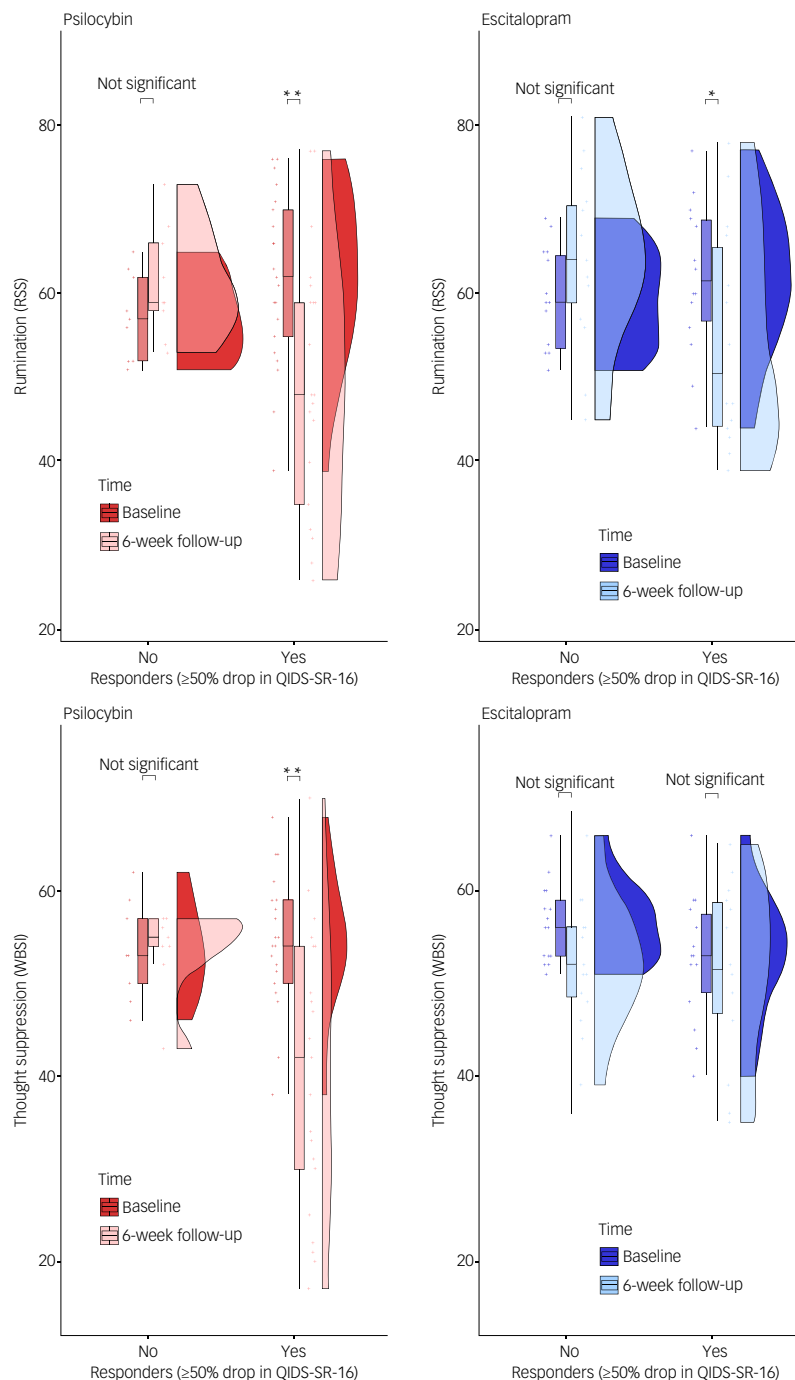 Psilocybin
Not significant
**
80
60
40
20
Rumination (RSS)
Time
Baseline
6-week follow-up
No
Yes
Responders (≥50% drop in QIDS-SR-16)
Escitalopram
Not significant
*
80
60
40
20
Rumination (RSS)
Time
Baseline
6-week follow-up
No
Yes
Responders (≥50% drop in QIDS-SR-16)
Psilocybin
Not significant
**
60
40
20
Thought suppression (WBSI)
Time
Baseline
6-week follow-up
No
Yes
Responders (≥50% drop in QIDS-SR-16)
Escitalopram
Not significant
Not significant
60
40
20
Thought suppression (WBSI)
Time
Baseline
6-week follow-up
No
Yes
Responders (≥50% drop in QIDS-SR-16)